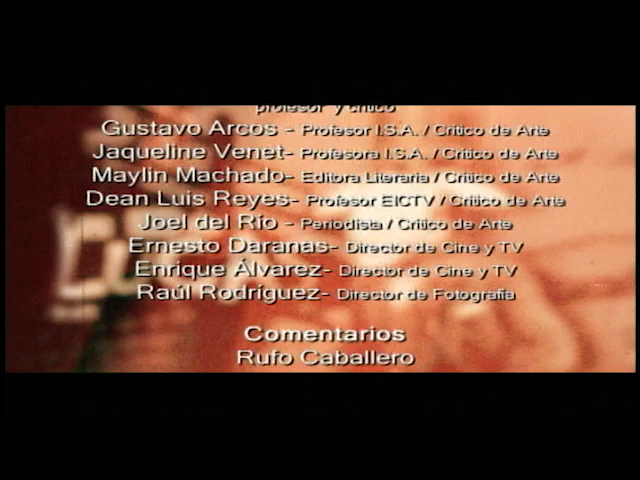 profesor y crítico
Gustavo Arcos - Profesor I.S.A. / Crítico de Arte
Jaqueline Venet- Profesora I.S.A. / Crítico de Arte
Maylin Machado- Editora Literaria / Crítico de Arte
Dean Luis Reyes- Profesor EICTV / Crítico de Arte
Joel del Río - Periodista / Crítico de Arte
Ernesto Daranas- Director de Cine y TV
Enrique Álvarez- Director de Cine y TV
Raúl Rodríguez- Director de Fotografía
Comentarios
Rufo Caballero